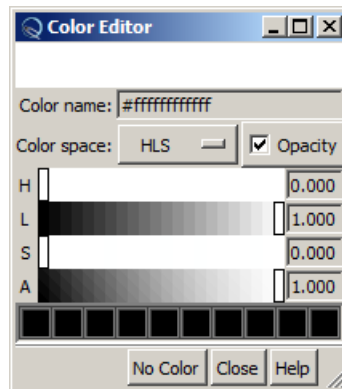 Color Editor
Color name: #ffffffffffff
Color space: HLS Opacity
H 0.000
L 1.000
S 0.000
A 1.000
No Color Close Help